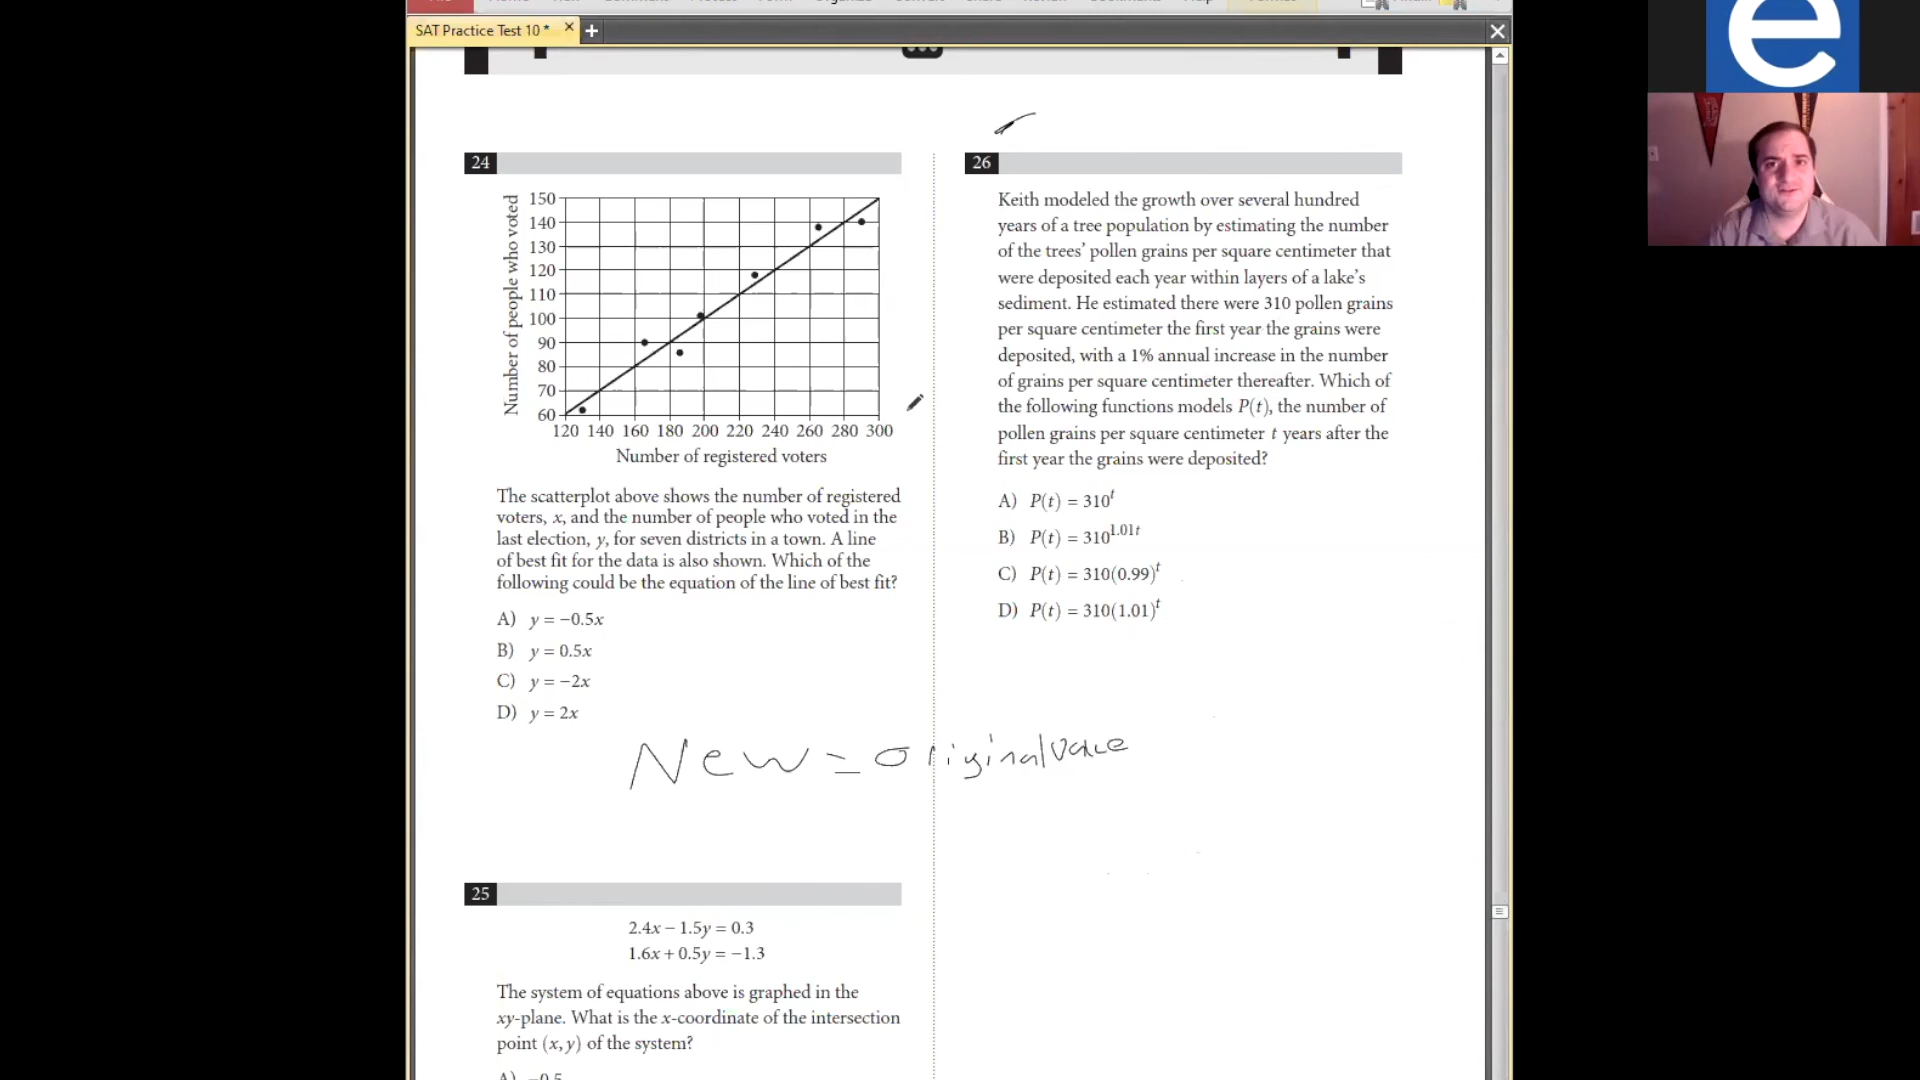 SAT Practice Test 10 *
24
Number of people who voted
150
140
130
120
110
100
90
80
70
60
120 140 160 180 200 220 240 260 280 300
Number of registered voters
The scatterplot above shows the number of registered
voters, x, and the number of people who voted in the
last election, y, for seven districts in a town. A line
of best fit for the data is also shown. Which of the
following could be the equation of the line of best fit?
A) y = −0.5x
B) y = 0.5x
C) y = −2x
D) y = 2x
New = original value
25
2.4x − 1.5y = 0.3
1.6x + 0.5y = −1.3
The system of equations above is graphed in the
xy-plane. What is the x-coordinate of the intersection
point (x, y) of the system?
A) −0.5
26
Keith modeled the growth over several hundred
years of a tree population by estimating the number
of the trees’ pollen grains per square centimeter that
were deposited each year within layers of a lake’s
sediment. He estimated there were 310 pollen grains
per square centimeter the first year the grains were
deposited, with a 1% annual increase in the number
of grains per square centimeter thereafter. Which of
the following functions models P(t), the number of
pollen grains per square centimeter t years after the
first year the grains were deposited?
A) P(t) = 310^t
B) P(t) = 310^1.01t
C) P(t) = 310(0.99)^t
D) P(t) = 310(1.01)^t
e